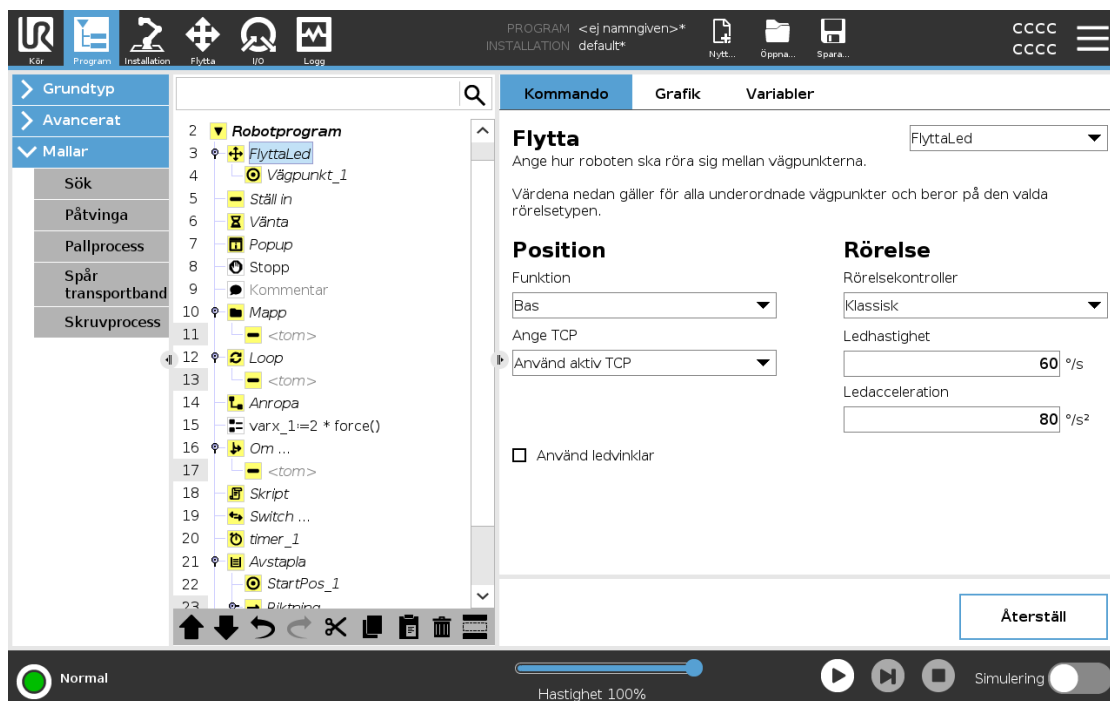 PROGRAM <ej namngiven>*
INSTALLATION default*
Kör
Program
Installation
Flytta
I/O
Logg
Nytt...
Öppna...
Spara...
cccc
cccc
Grundtyp
Avancerat
Mallar
Sök
Påtvinga
Pallprocess
Spår
transportband
Skruvprocess
2 Robotprogram
3 FlyttaLed
4 Vägpunkt_1
5 Ställ in
6 Vänta
7 Popup
8 Stopp
9 Kommentar
10 Mapp
11 <tom>
12 Loop
13 <tom>
14 Anropa
15 varx_1:=2 * force()
16 Om ...
17 <tom>
18 Skript
19 Switch ...
20 timer_1
21 Avstapla
22 StartPos_1
23 Riktning
Kommando Grafik Variabler
Flytta
FlyttaLed
Ange hur roboten ska röra sig mellan vägpunkterna.
Värdena nedan gäller för alla underordnade vägpunkter och beror på den valda
rörelsetypen.
Position
Funktion
Bas
Ange TCP
Använd aktiv TCP
Använd ledvinklar
Rörelse
Rörelsekontroller
Klassisk
Ledhastighet
60 °/s
Ledacceleration
80 °/s²
Återställ
Normal
Hastighet 100%
Simulering